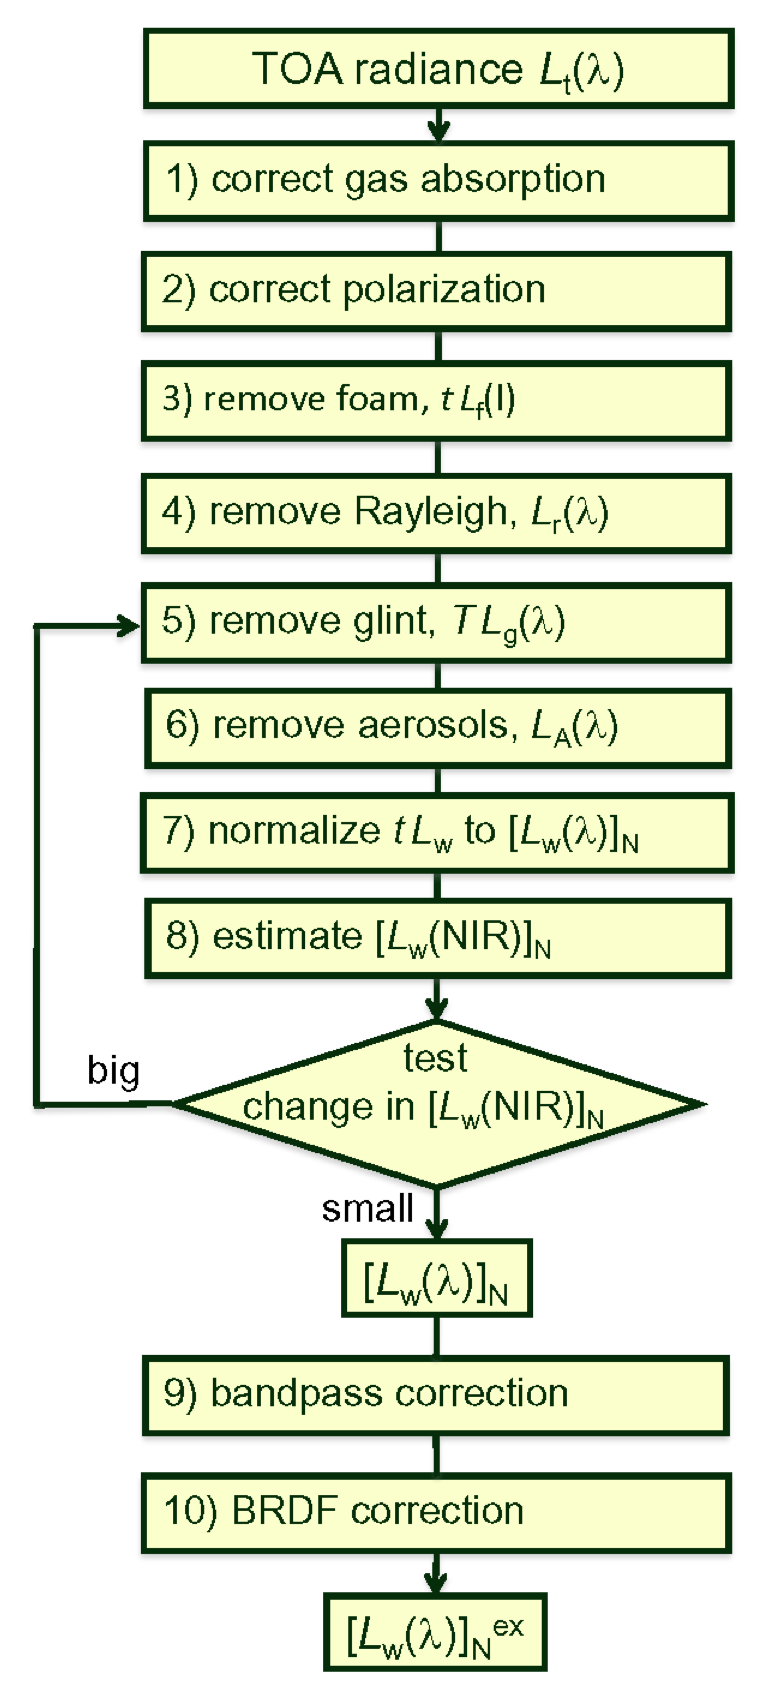 TOA radiance Lt(λ)
1) correct gas absorption
2) correct polarization
3) remove foam, t Lf(l)
4) remove Rayleigh, Lr(λ)
5) remove glint, T Lg(λ)
6) remove aerosols, LA(λ)
7) normalize t Lw to [Lw(λ)]N
8) estimate [Lw(NIR)]N
test
change in [Lw(NIR)]N
big
small
[Lw(λ)]N
9) bandpass correction
10) BRDF correction
[Lw(λ)]N ex